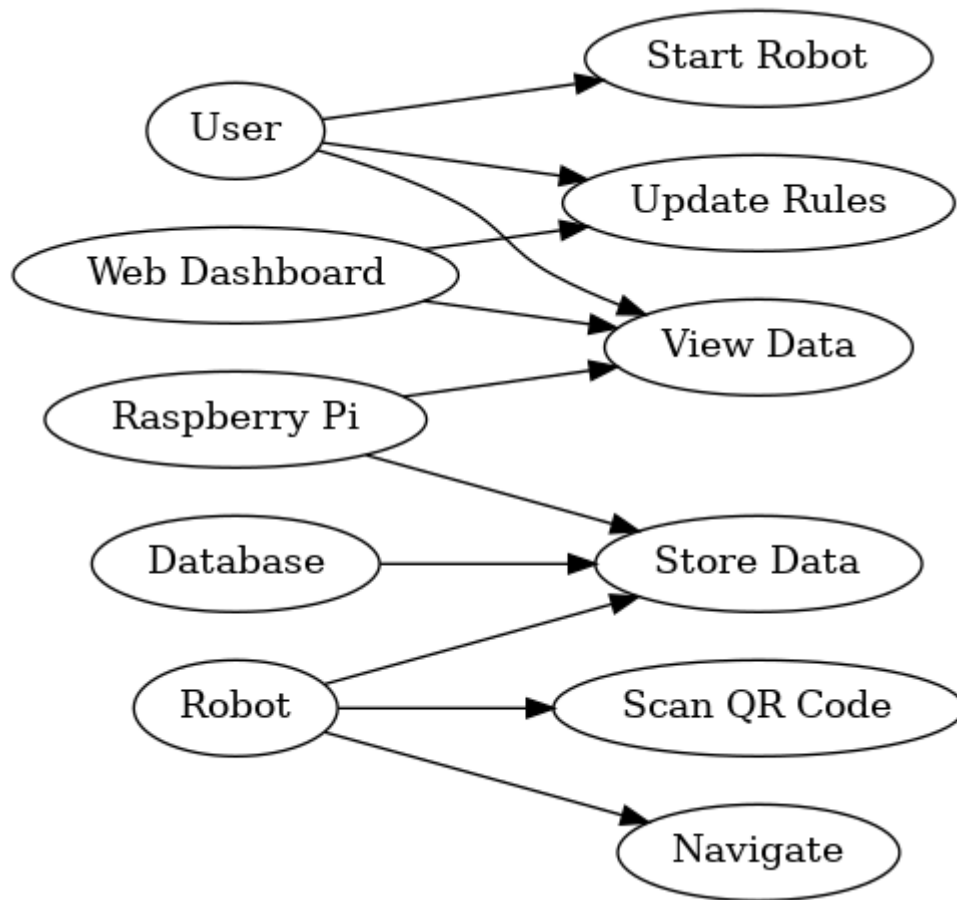 Start Robot
User
Update Rules
Web Dashboard
View Data
Raspberry Pi
Database
Store Data
Robot
Scan QR Code
Navigate